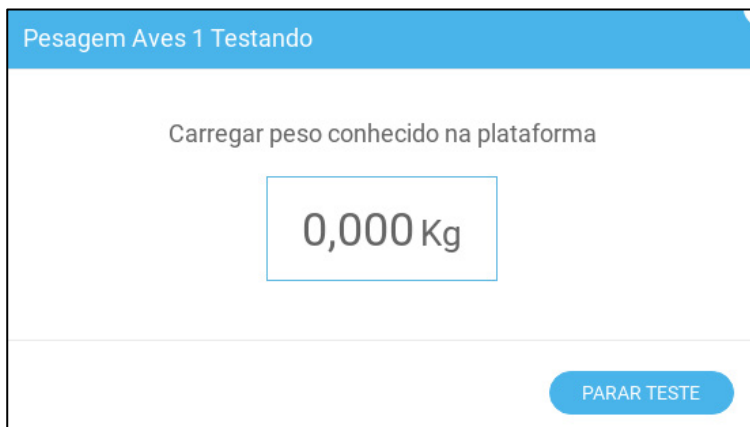 Pesagem Aves 1 Testando
Carregar peso conhecido na plataforma
0,000 Kg
PARAR TESTE